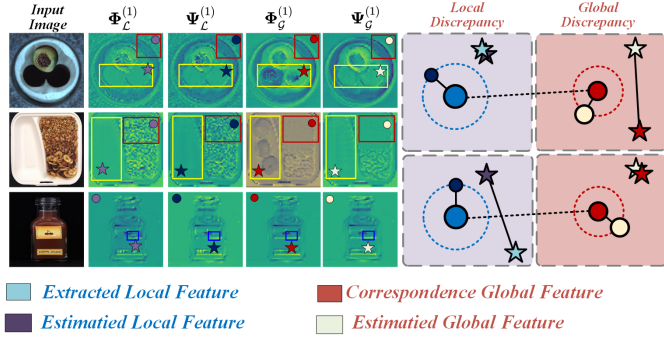 Input Image
Φ_ℒ^(1)
Ψ_ℒ^(1)
Φ_𝒢^(1)
Ψ_𝒢^(1)
Local Discrepancy
Global Discrepancy
Extracted Local Feature
Correspondence Global Feature
Estimatied Local Feature
Estimatied Global Feature